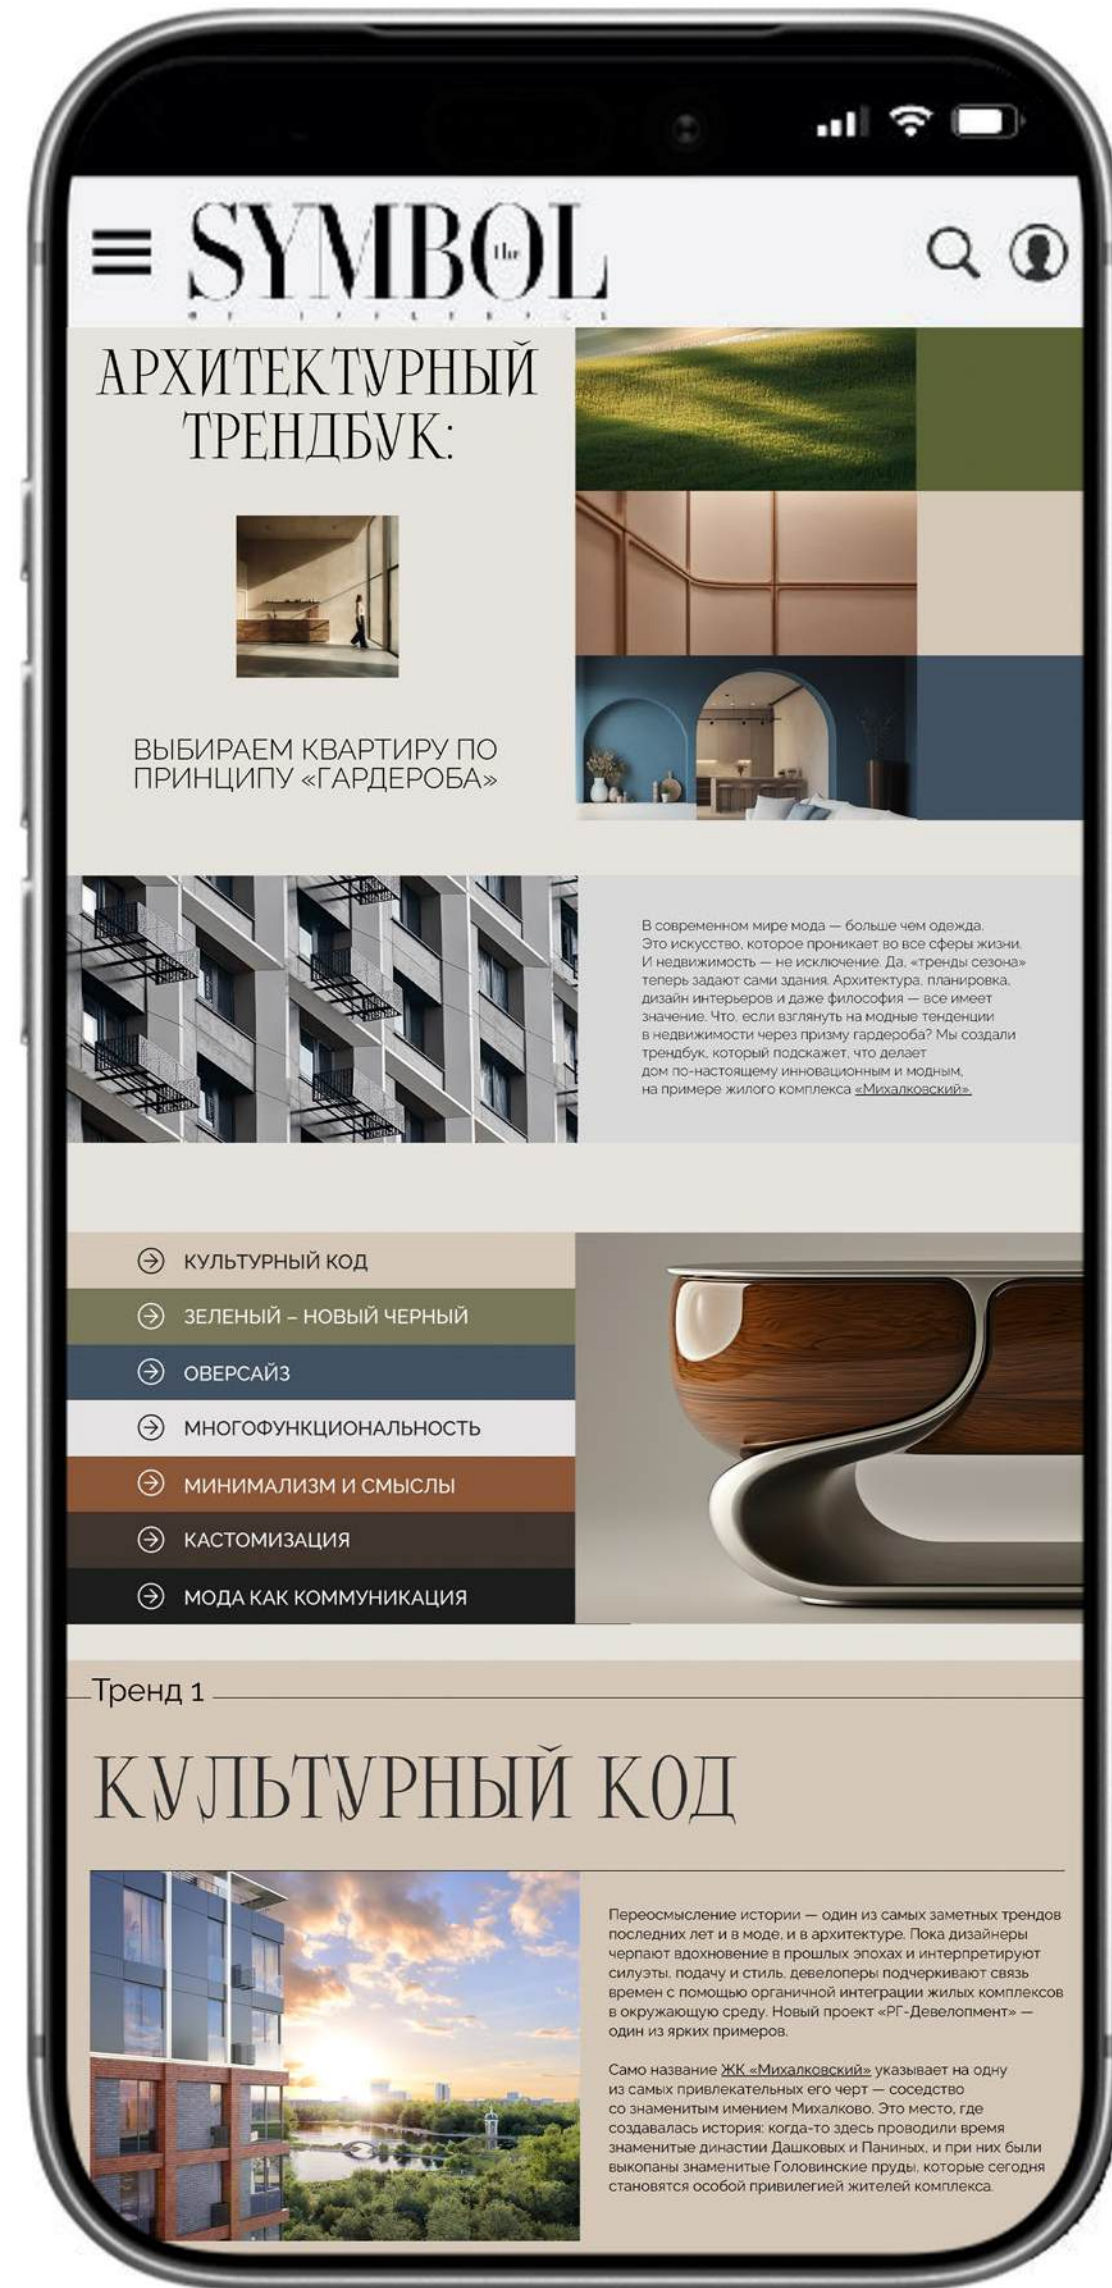 SYMBOL
the
АРХИТЕКТУРНЫЙ
ТРЕНДБУК:
ВЫБИРАЕМ КВАРТИРУ ПО
ПРИНЦИПУ «ГАРДЕРОБА»
В современном мире мода — больше чем одежда.
Это искусство, которое проникает во все сферы жизни.
И недвижимость — не исключение. Да, «тренды сезона»
теперь задают сами здания. Архитектура, планировка,
дизайн интерьеров и даже философия — все имеет
значение. Что, если взглянуть на модные тенденции
в недвижимости через призму гардероба? Мы создали
трендбук, который подскажет, что делает
дом по-настоящему инновационным и модным,
на примере жилого комплекса «Михалковский».
КУЛЬТУРНЫЙ КОД
ЗЕЛЕНЫЙ – НОВЫЙ ЧЕРНЫЙ
ОВЕРСАЙЗ
МНОГОФУНКЦИОНАЛЬНОСТЬ
МИНИМАЛИЗМ И СМЫСЛЫ
КАСТОМИЗАЦИЯ
МОДА КАК КОММУНИКАЦИЯ
Тренд 1
КУЛЬТУРНЫЙ КОД
Переосмысление истории — один из самых заметных трендов
последних лет и в моде, и в архитектуре. Пока дизайнеры
черпают вдохновение в прошлых эпохах и интерпретируют
силуэты, подачу и стиль, девелоперы подчеркивают связь
времен с помощью органичной интеграции жилых комплексов
в окружающую среду. Новый проект «РГ-Девелопмент» —
один из ярких примеров.
Само название ЖК «Михалковский» указывает на одну
из самых привлекательных его черт — соседство
со знаменитым имением Михалково. Это место, где
создавалась история: когда-то здесь проводили время
знаменитые династии Дашковых и Паниных, и при них были
выкопаны знаменитые Головинские пруды, которые сегодня
становятся особой привилегией жителей комплекса.